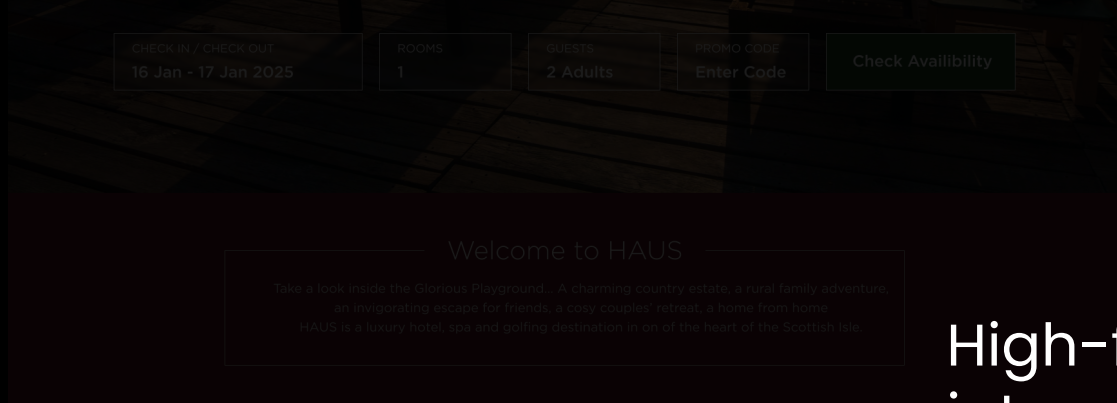 CHECK IN / CHECK OUT
16 Jan - 17 Jan 2025
ROOMS
1
GUESTS
2 Adults
PROMO CODE
Enter Code
Check Availibility
Welcome to HAUS
Take a look inside the Glorious Playground... A charming country estate, a rural family adventure,
an invigorating escape for friends, a cosy couples' retreat, a home from home
HAUS is a luxury hotel, spa and golfing destination in on of the heart of the Scottish Isle.
High-